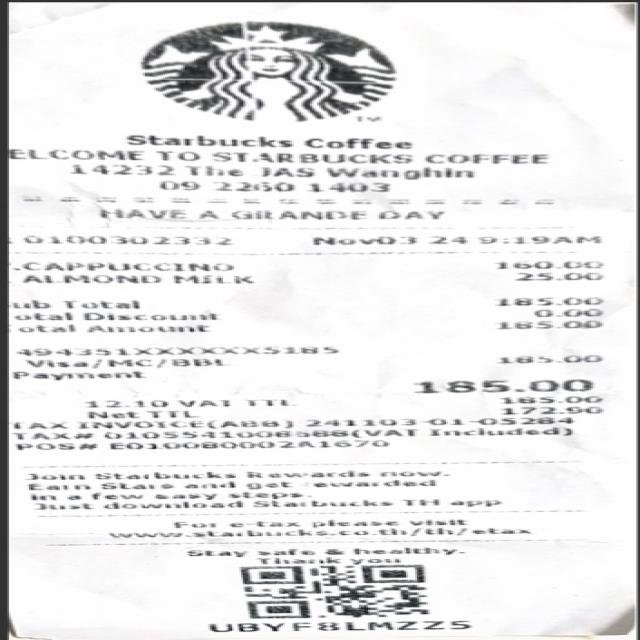 Starbucks Coffee
ELCOME TO STARBUCKS COFFEE
14232 The JAS Wanghin
09 2260 1403
HAVE A GRANDE DAY
0100302332 Nov03 24 9:19AM
.CAPPUCCINO 160.00
ALMOND MILK 25.00
ub Total 185.00
otal Discount 0.00
otal Amount 185.00
494351XXXXXX5185
Visa/MC/BBL 185.00
Payment
185.00
12.10 VAT TTL 185.00
Net TTL 172.90
TAX INVOICE(ABB) 241103-01-05284
TAX# 0105541008588(VAT Included)
POS# E010080002A1670
Join Starbucks Rewards now.
Earn Stars and get rewarded
in a few easy steps.
Just download Starbucks TH app
For e-tax please visit
www.starbucks.co.th/th/etax
Stay safe & healthy.
Thank you
UBYF8LMZZS